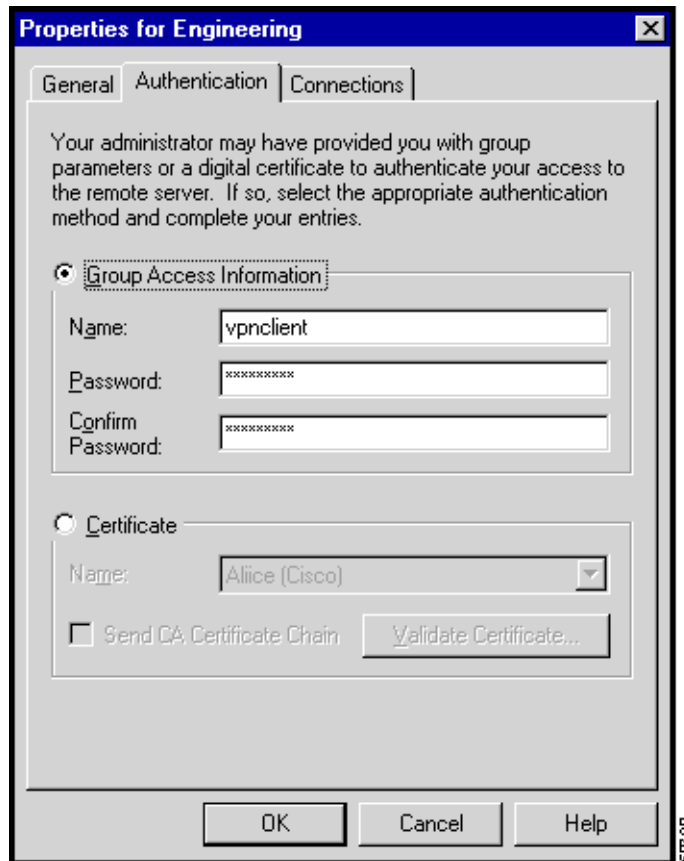 Properties for Engineering
General Authentication Connections
Your administrator may have provided you with group
parameters or a digital certificate to authenticate your access to
the remote server. If so, select the appropriate authentication
method and complete your entries.
Group Access Information
Name: vpnclient
Password: *********
Confirm
Password: *********
Certificate
Name: Aliice (Cisco)
Send CA Certificate Chain Validate Certificate...
OK Cancel Help